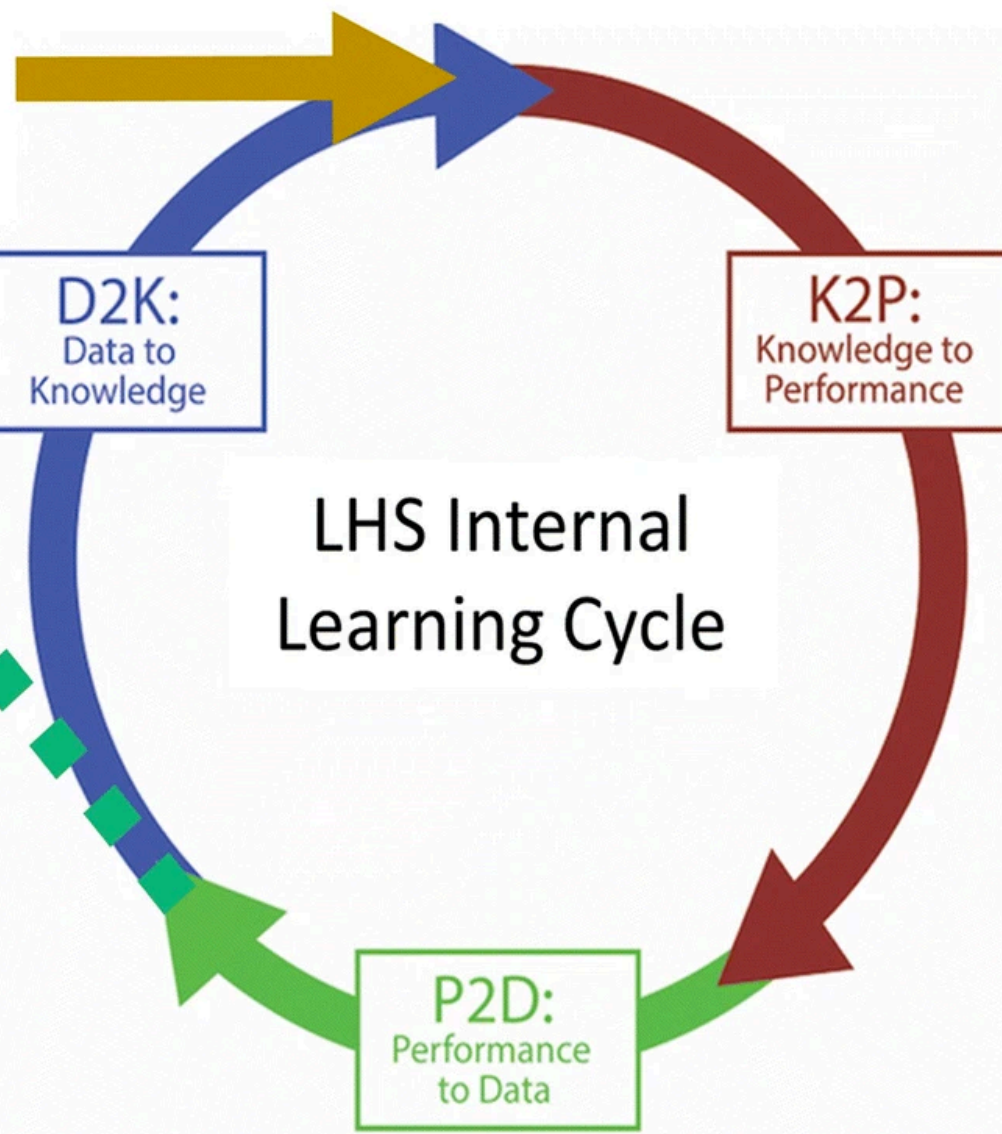 D2K:
Data to
Knowledge
K2P:
Knowledge to
Performance
LHS Internal
Learning Cycle
P2D:
Performance
to Data